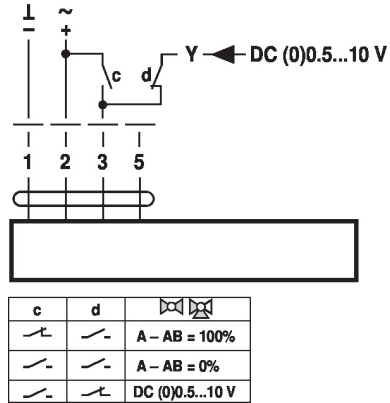 ⊥ ~
– +
c d Y DC (0)0.5...10 V
1 2 3 5
c d
A – AB = 100%
A – AB = 0%
DC (0)0.5...10 V